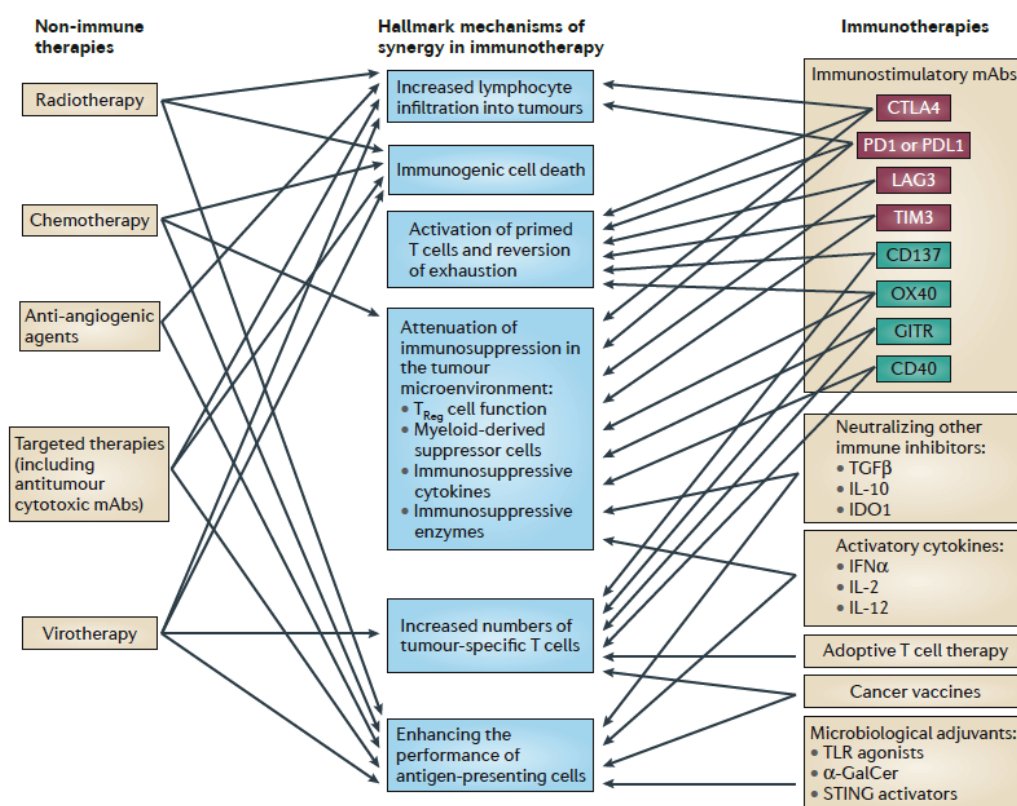 Non-immune
therapies
Radiotherapy
Chemotherapy
Anti-angiogenic
agents
Targeted therapies
(including
antitumour
cytotoxic mAbs)
Virotherapy
Hallmark mechanisms of
synergy in immunotherapy
Increased lymphocyte
infiltration into tumours
Immunogenic cell death
Activation of primed
T cells and reversion
of exhaustion
Attenuation of
immunosuppression in
the tumour
microenvironment:
• TReg cell function
• Myeloid-derived
suppressor cells
• Immunosuppressive
cytokines
• Immunosuppressive
enzymes
Increased numbers of
tumour-specific T cells
Enhancing the
performance of
antigen-presenting cells
Immunotherapies
Immunostimulatory mAbs
CTLA4
PD1 or PDL1
LAG3
TIM3
CD137
OX40
GITR
CD40
Neutralizing other
immune inhibitors:
• TGFβ
• IL-10
• IDO1
Activatory cytokines:
• IFNα
• IL-2
• IL-12
Adoptive T cell therapy
Cancer vaccines
Microbiological adjuvants:
• TLR agonists
• α-GalCer
• STING activators